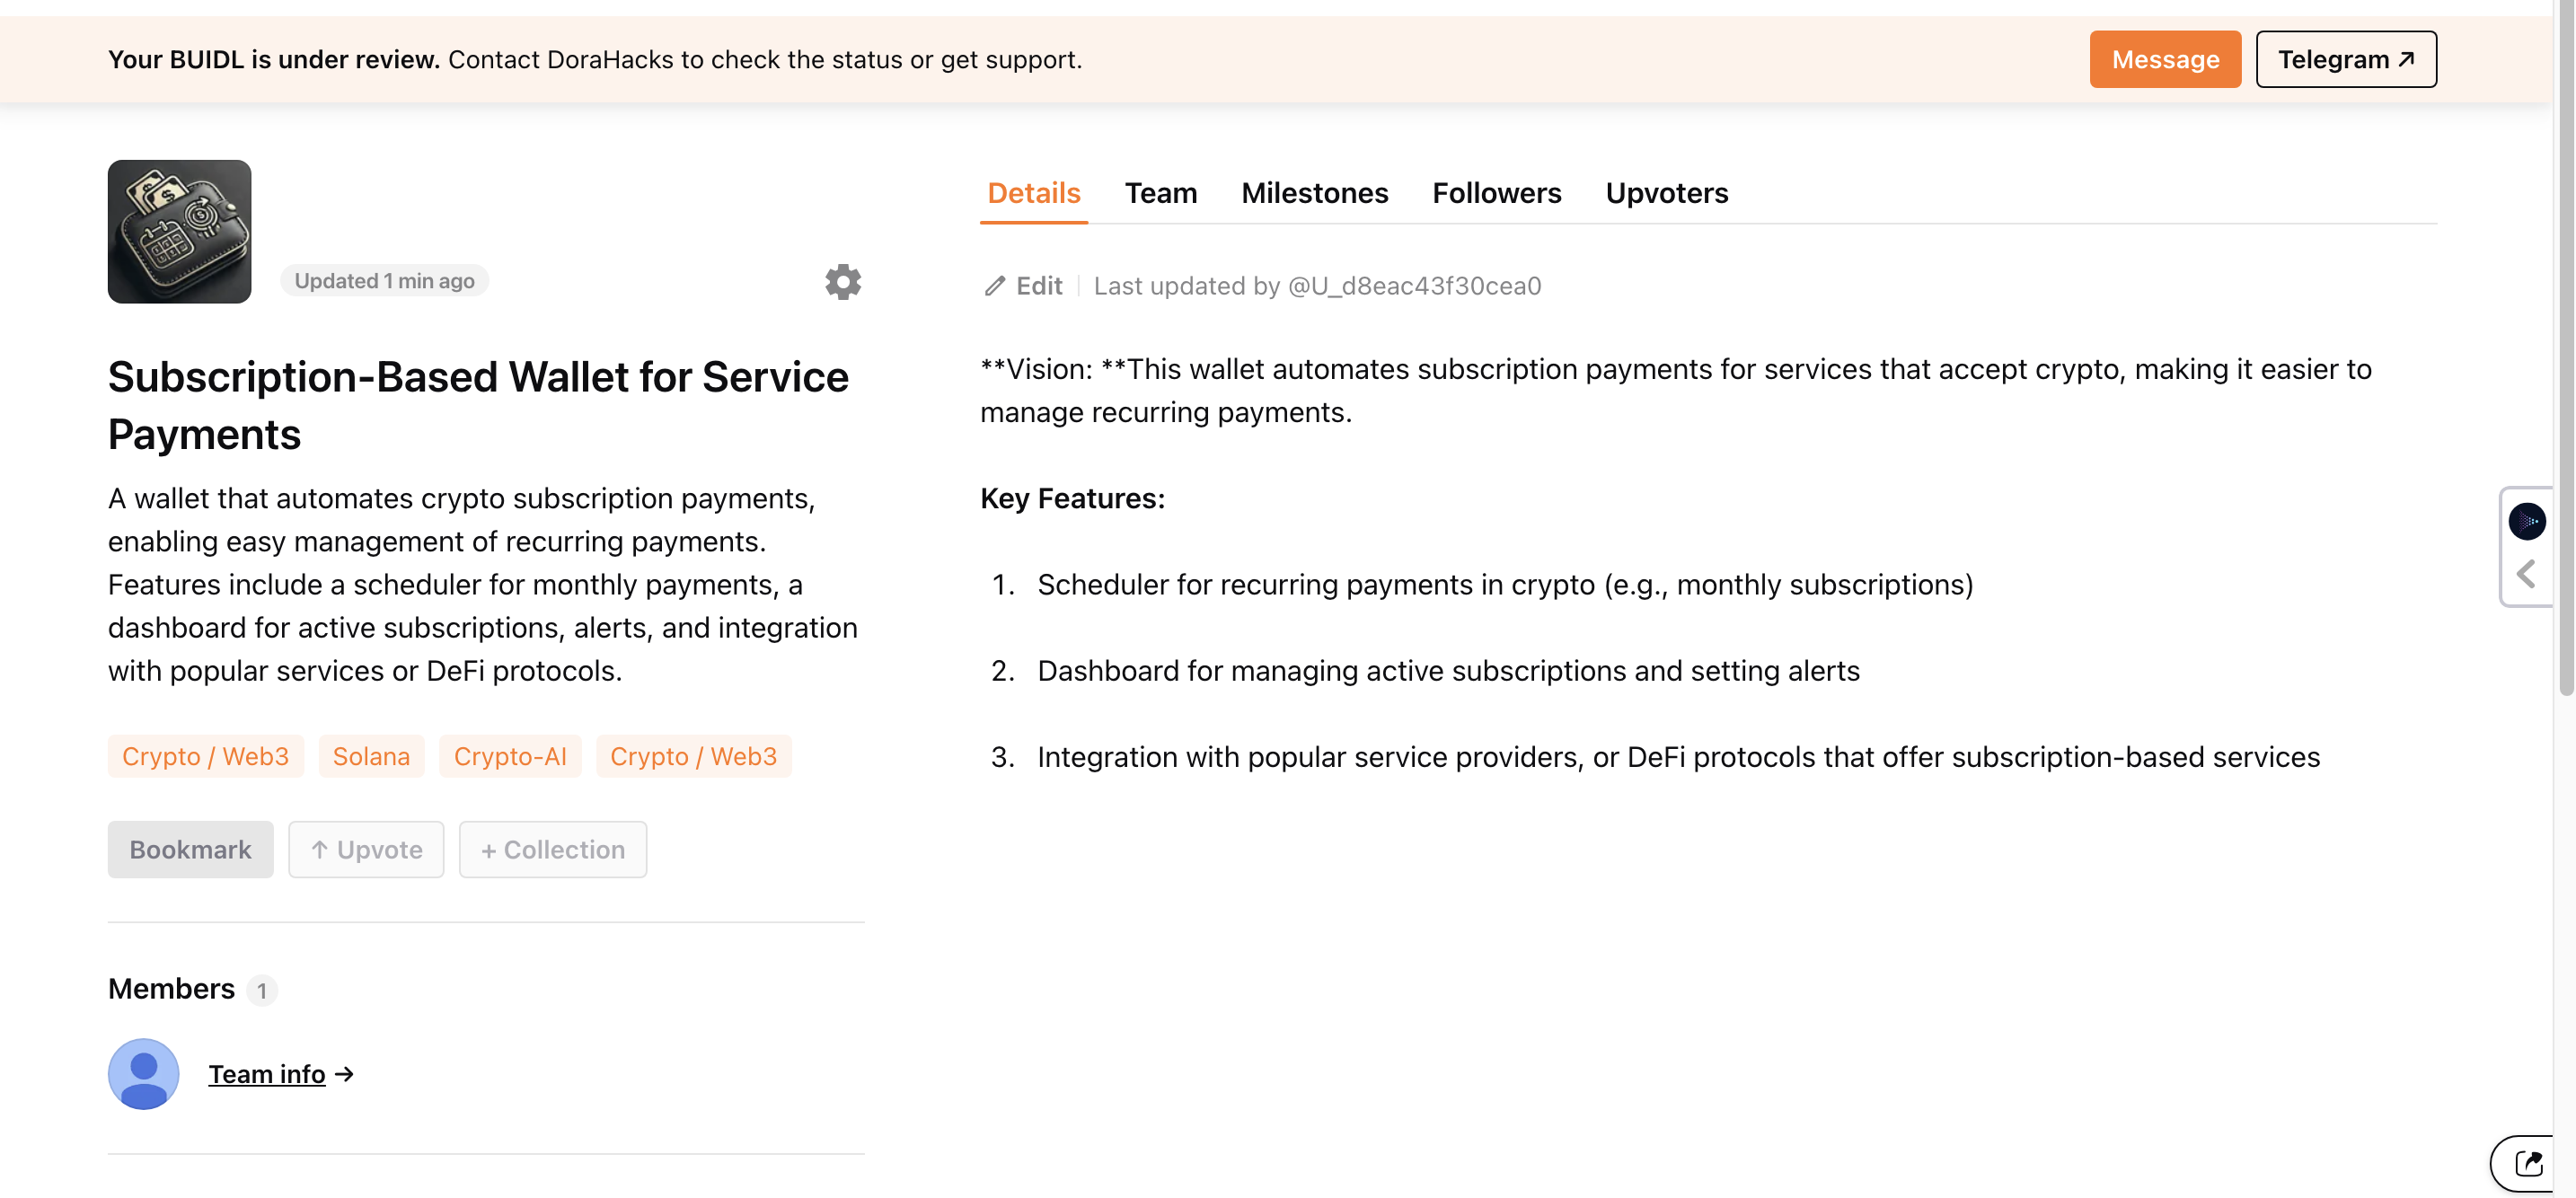 Your BUIDL is under review. Contact DoraHacks to check the status or get support.
Message
Telegram
Updated 1 min ago
Subscription-Based Wallet for Service
Payments
A wallet that automates crypto subscription payments,
enabling easy management of recurring payments.
Features include a scheduler for monthly payments, a
dashboard for active subscriptions, alerts, and integration
with popular services or DeFi protocols.
Crypto / Web3
Solana
Crypto-AI
Crypto / Web3
Bookmark
↑ Upvote
+ Collection
Members 1
Team info →
Details
Team
Milestones
Followers
Upvoters
Edit
Last updated by @U_d8eac43f30cea0
**Vision: **This wallet automates subscription payments for services that accept crypto, making it easier to
manage recurring payments.
Key Features:
1. Scheduler for recurring payments in crypto (e.g., monthly subscriptions)
2. Dashboard for managing active subscriptions and setting alerts
3. Integration with popular service providers, or DeFi protocols that offer subscription-based services